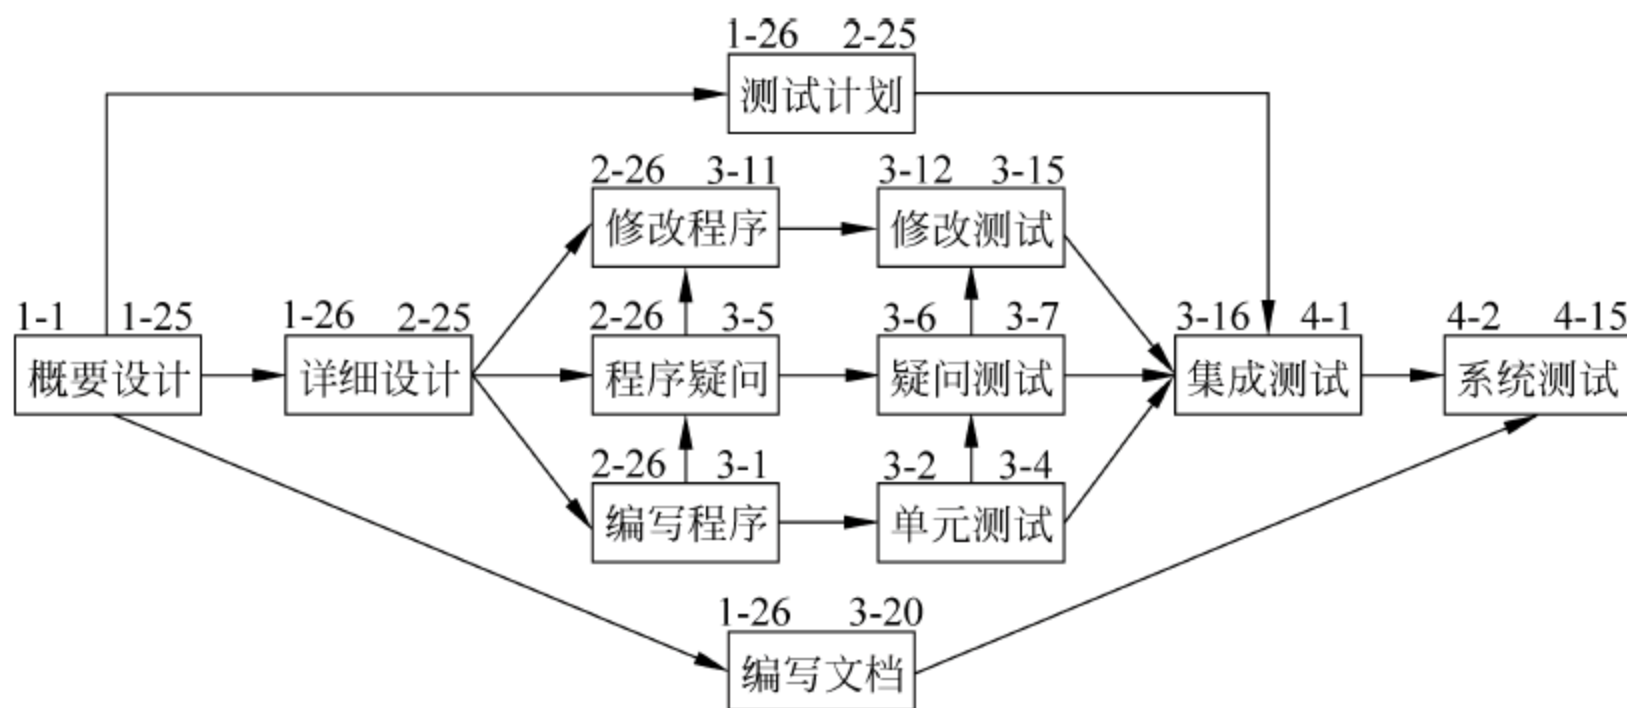 1-26 2-25
测试计划
2-26 3-11 3-12 3-15
修改程序 修改测试
1-1 1-25 1-26 2-25 2-26 3-5 3-6 3-7 3-16 4-1 4-2 4-15
概要设计 详细设计 程序疑问 疑问测试 集成测试 系统测试
2-26 3-1 3-2 3-4
编写程序 单元测试
1-26 3-20
编写文档